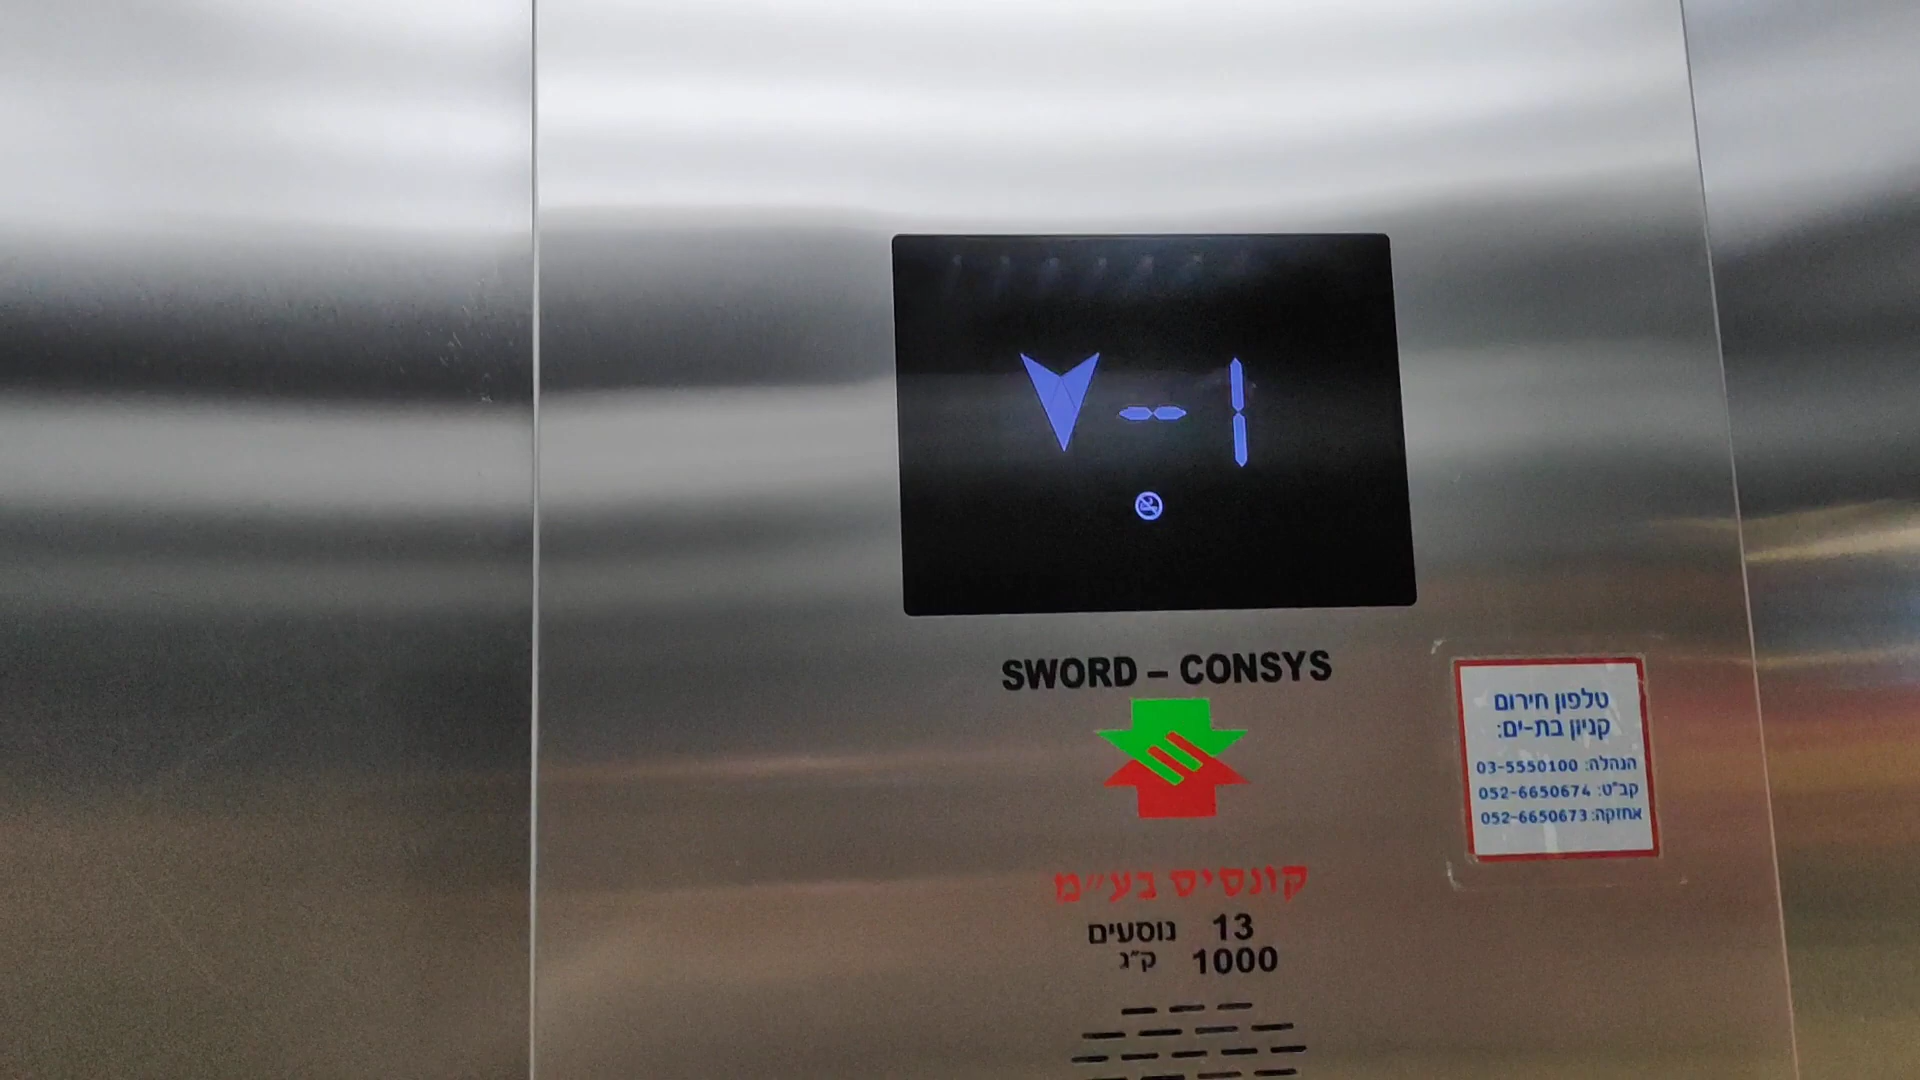 -1
SWORD – CONSYS
קונסיס בע״מ
13 נוסעים
1000 ק״ג
טלפון חירום
קניון בת-ים:
הנהלה: 03-5550100
קב"ט: 052-6650674
אחזקה: 052-6650673